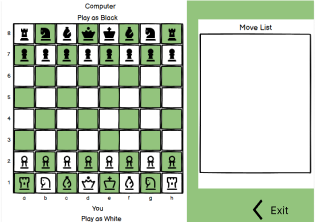 Computer
Play as Black
Move List
8
7
6
5
4
3
2
1
a b c d e f g h
You
Play as White
Exit